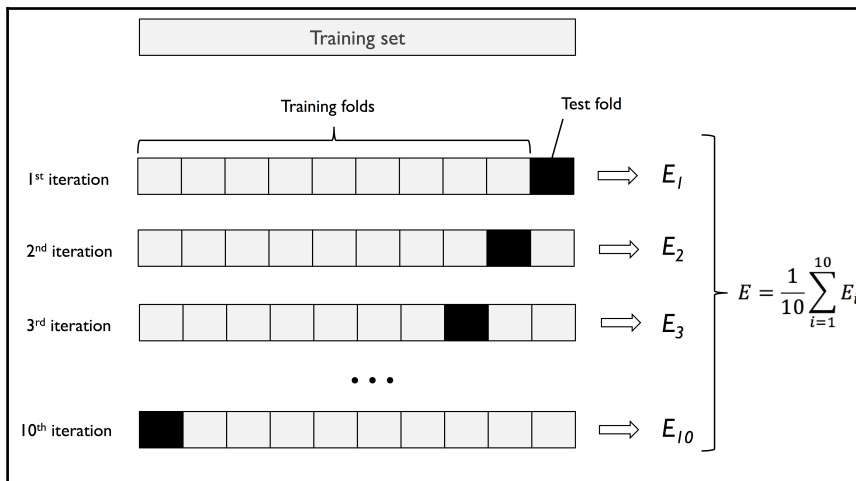 Training set
Training folds
Test fold
1st iteration
E1
2nd iteration
E2
3rd iteration
E3
E = 1/10 ∑ i=1 10 Ei
• • •
10th iteration
E10